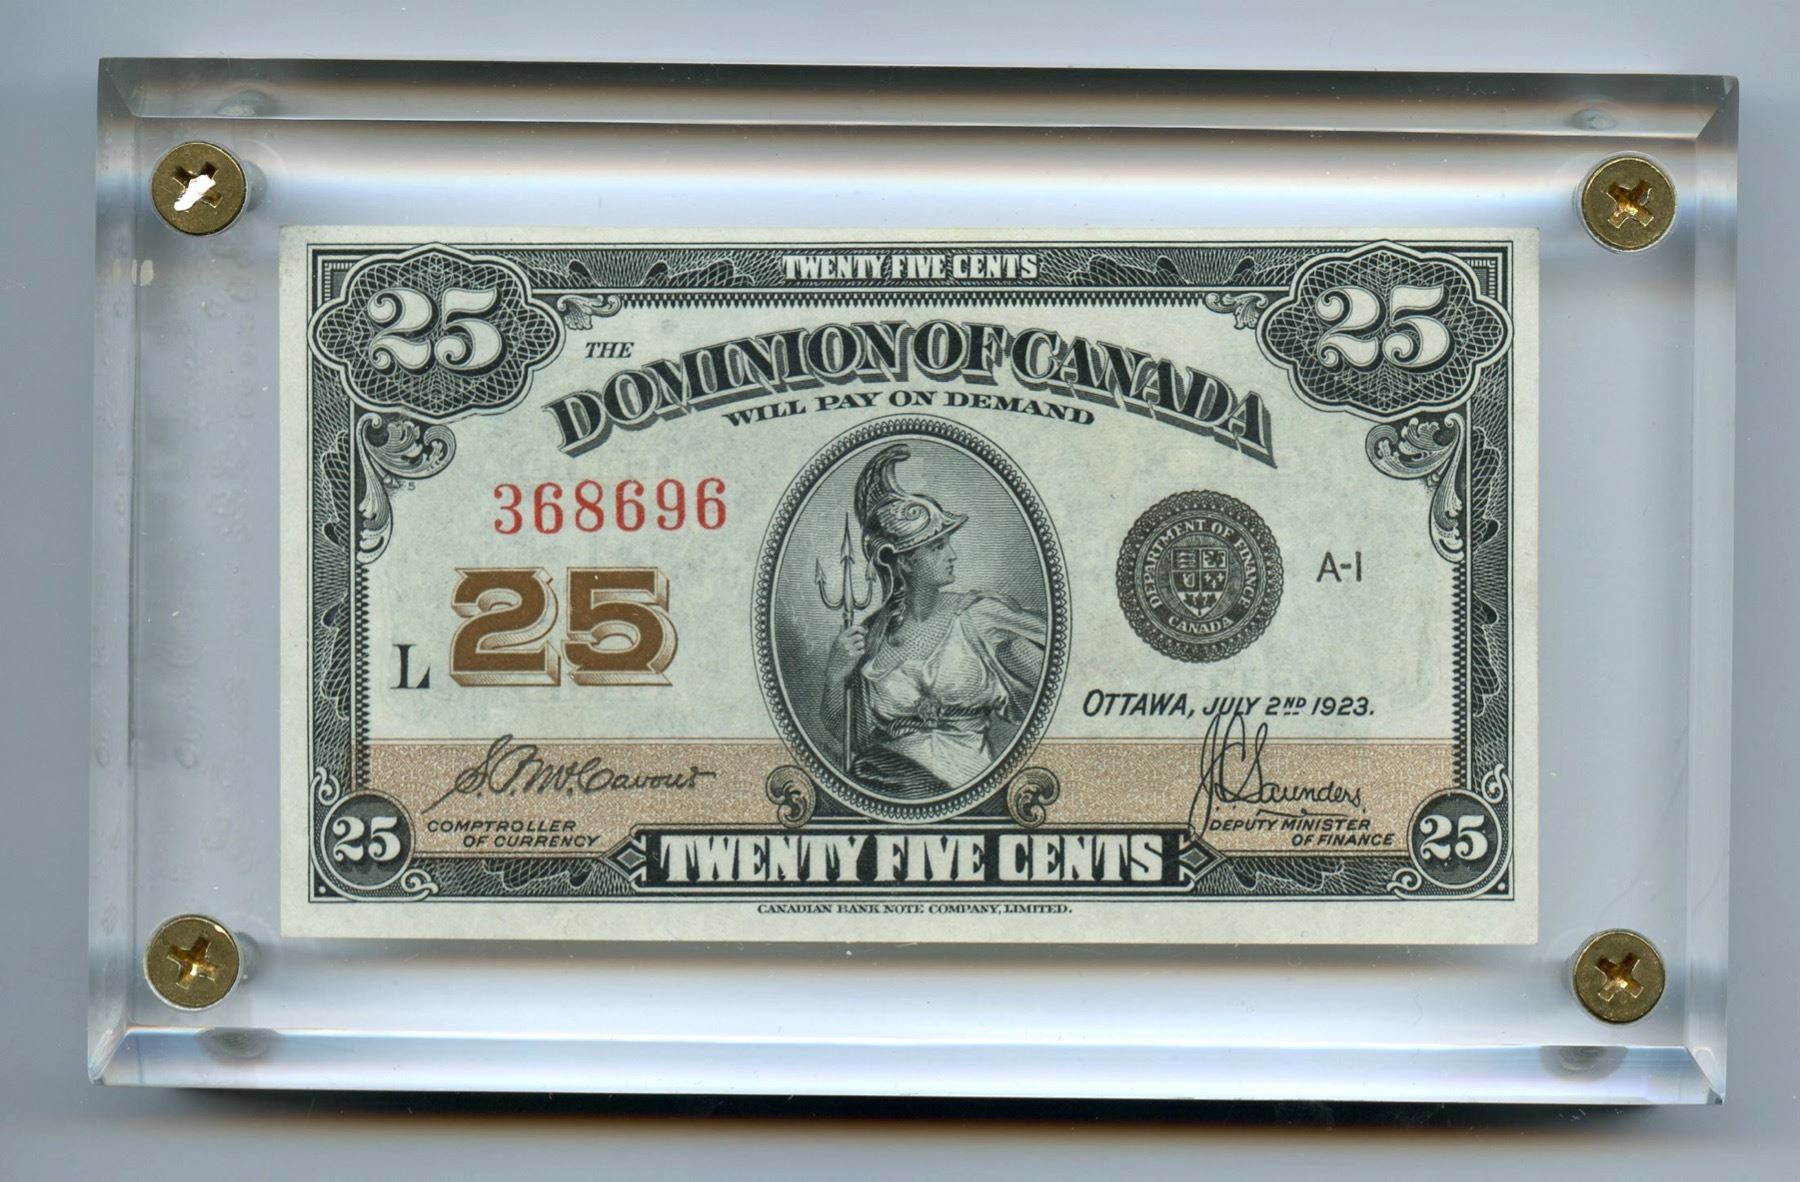 TWENTY FIVE CENTS
25 25
THE DOMINION OF CANADA
WILL PAY ON DEMAND
368696
DEPARTMENT OF FINANCE
CANADA
A-1
L 25
OTTAWA, JULY 2ND 1923.
S.P. McCavour
J C Saunders
COMPTROLLER
OF CURRENCY
DEPUTY MINISTER
OF FINANCE
25 25
TWENTY FIVE CENTS
CANADIAN BANK NOTE COMPANY, LIMITED.